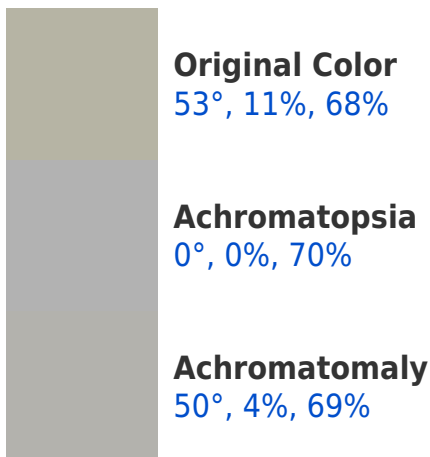 Original Color
53°, 11%, 68%
Achromatopsia
0°, 0%, 70%
Achromatomaly
50°, 4%, 69%